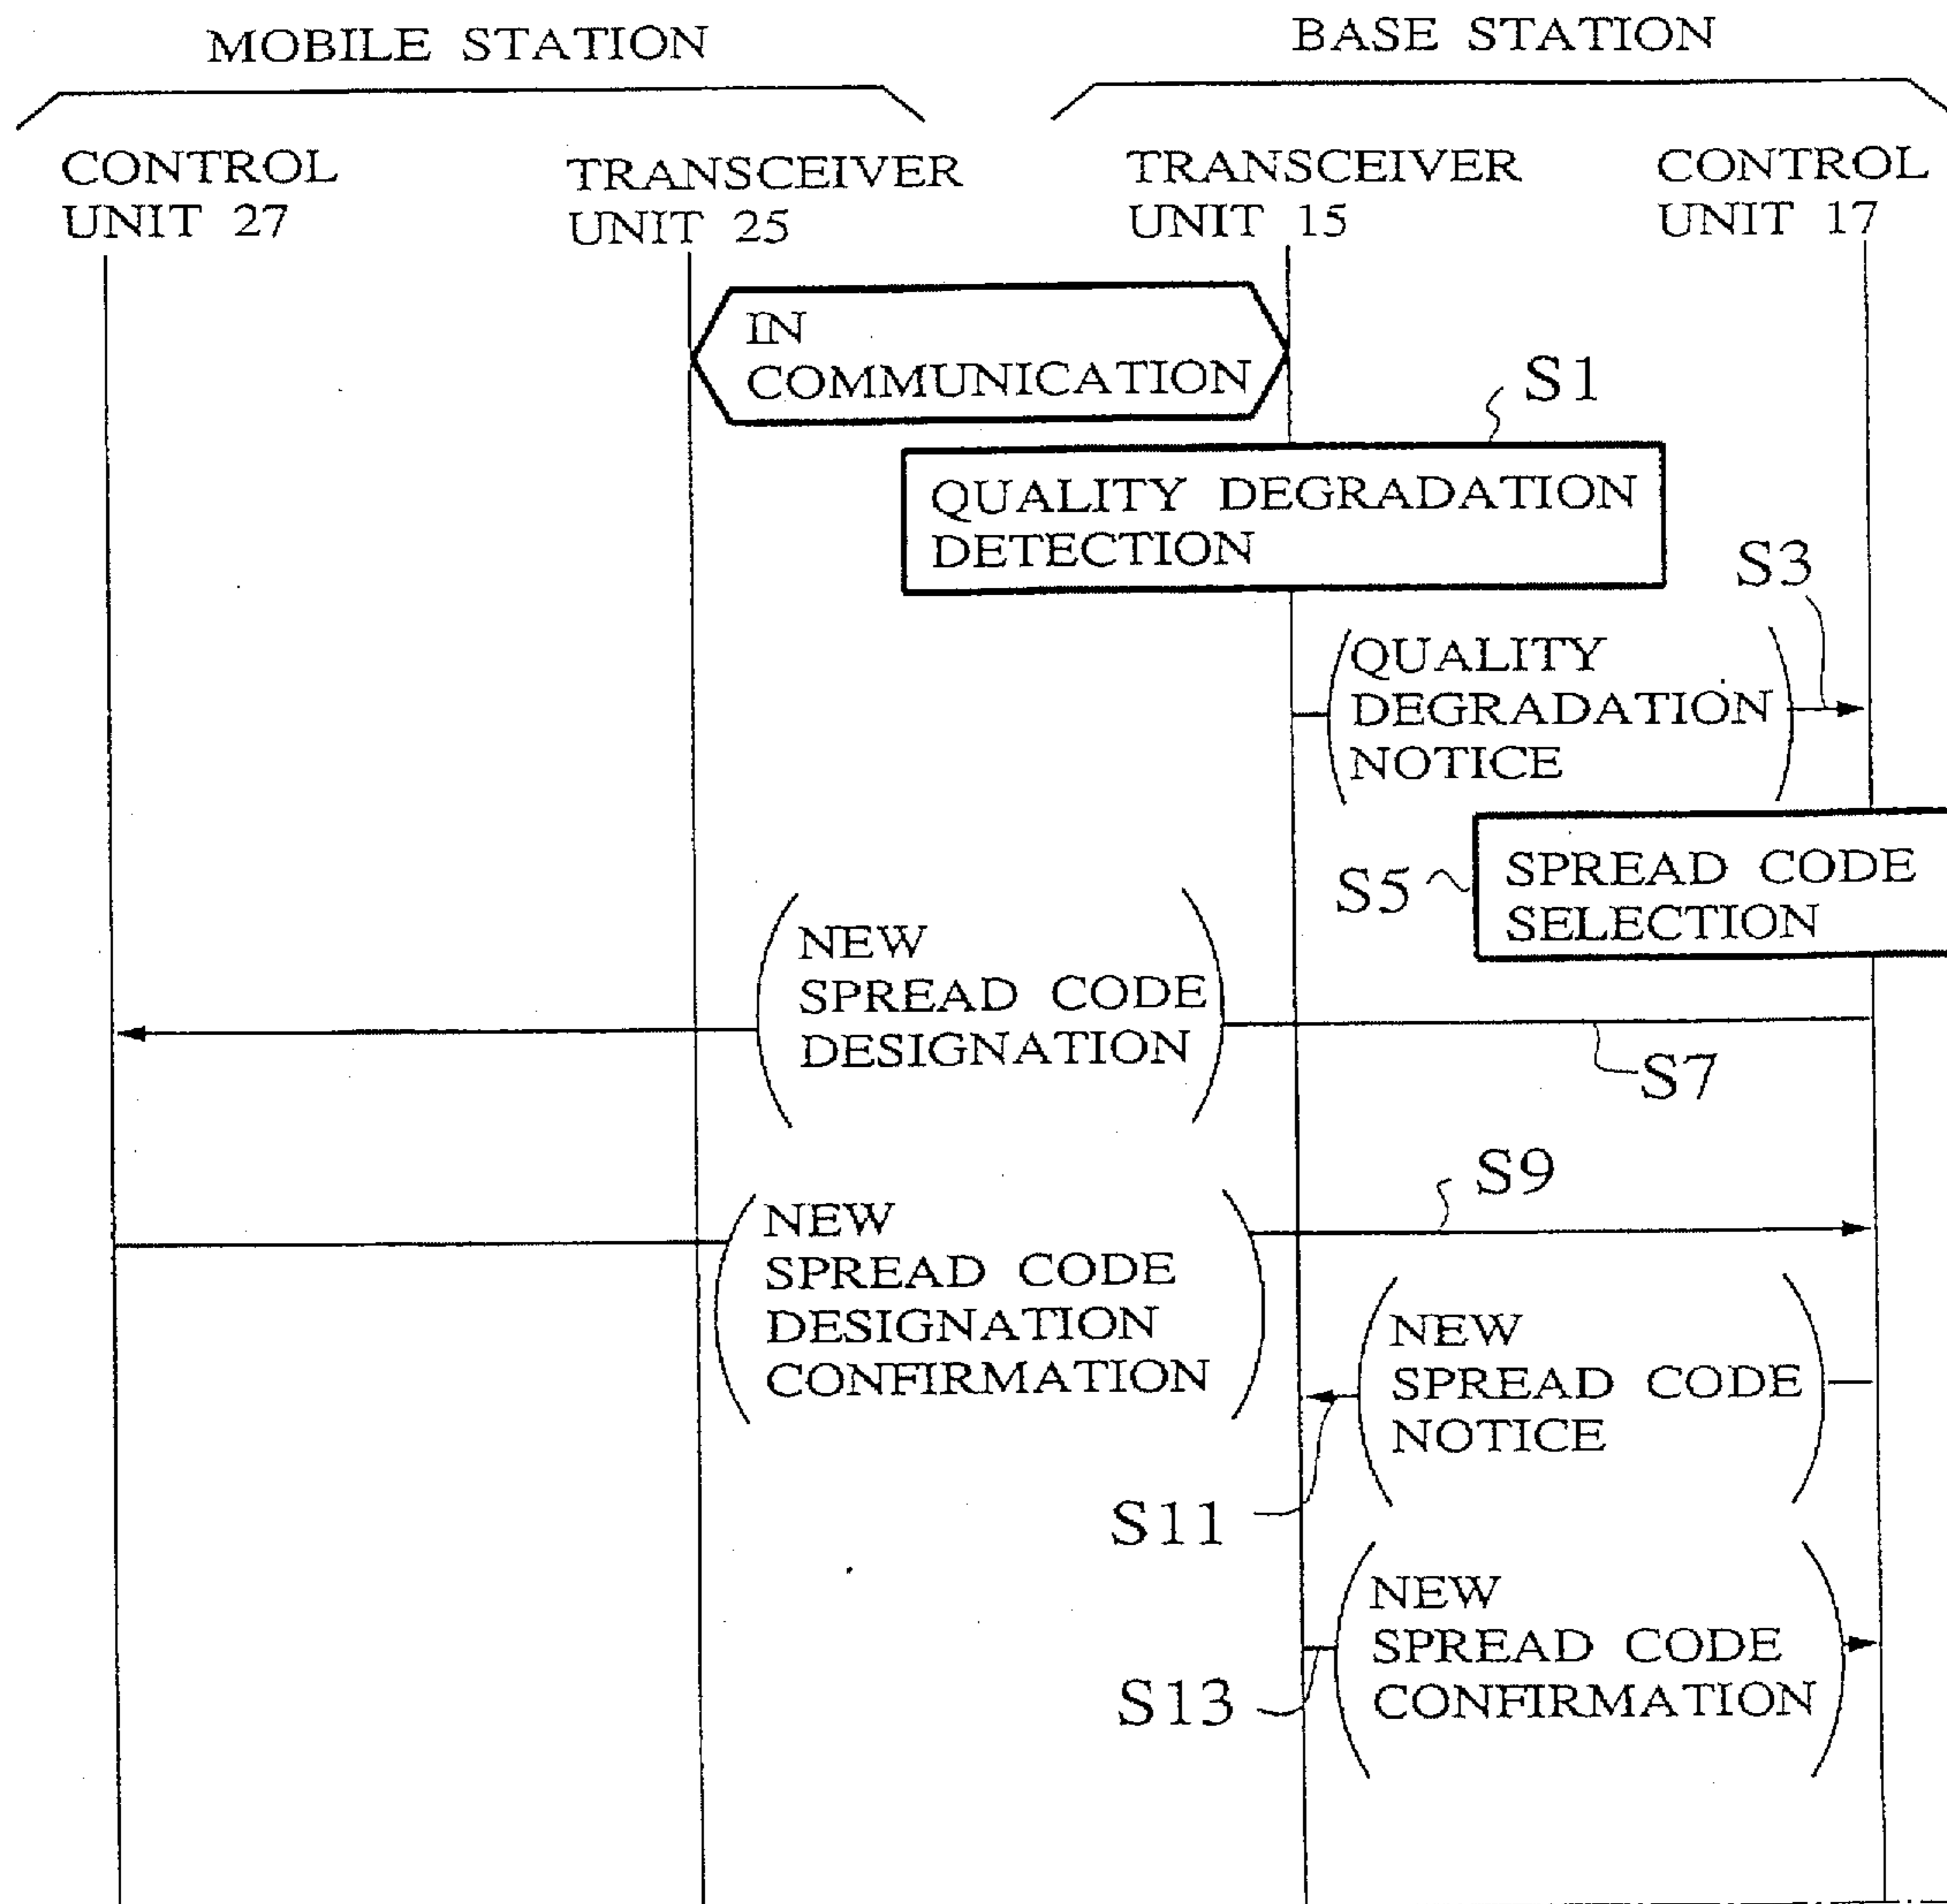 MOBILE STATION
BASE STATION
CONTROL
UNIT 27
TRANSCEIVER
UNIT 25
TRANSCEIVER
UNIT 15
CONTROL
UNIT 17
IN
COMMUNICATION
S1
QUALITY DEGRADATION
DETECTION
S3
QUALITY
DEGRADATION
NOTICE
S5
SPREAD CODE
SELECTION
NEW
SPREAD CODE
DESIGNATION
S7
S9
NEW
SPREAD CODE
DESIGNATION
CONFIRMATION
NEW
SPREAD CODE
NOTICE
S11
NEW
SPREAD CODE
CONFIRMATION
S13